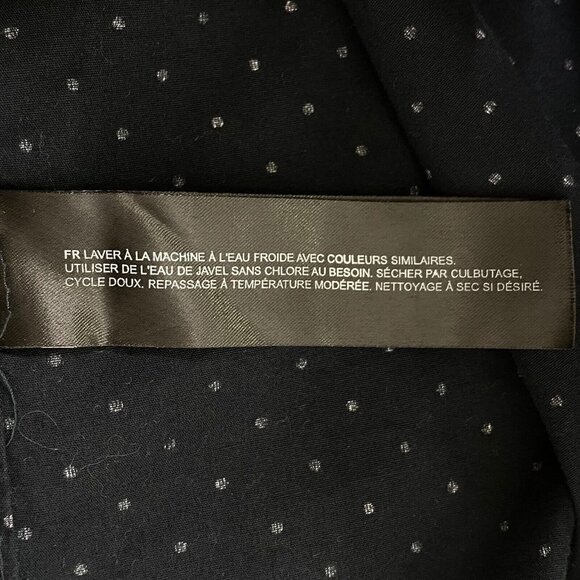 FR LAVER À LA MACHINE À L'EAU FROIDE AVEC COULEURS SIMILAIRES.
UTILISER DE L'EAU DE JAVEL SANS CHLORE AU BESOIN. SÉCHER PAR CULBUTAGE,
CYCLE DOUX. REPASSAGE À TEMPÉRATURE MODÉRÉE. NETTOYAGE À SEC SI DÉSIRÉ.